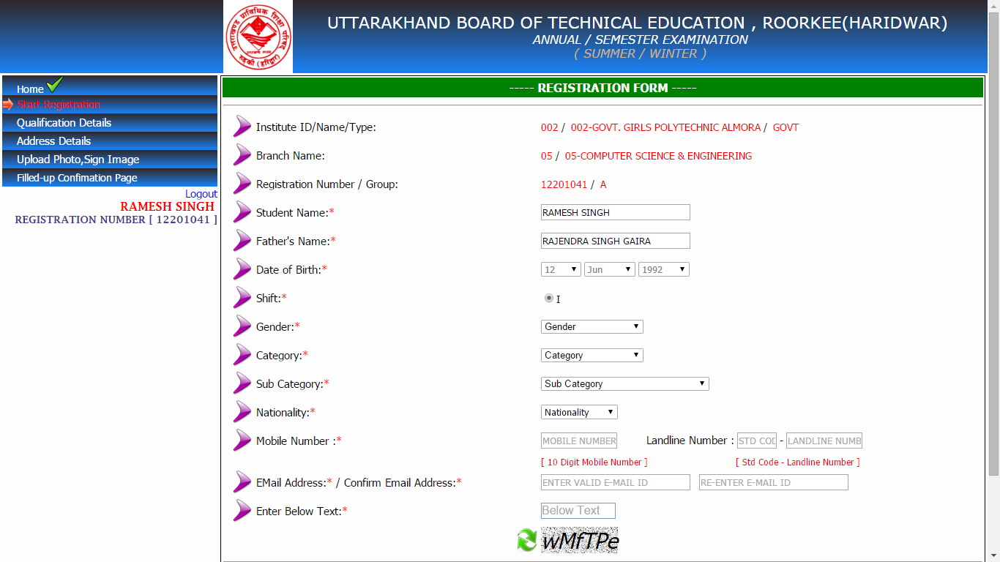 उत्तराखण्ड प्राविधिक शिक्षा परिषद्
रुड़की (हरिद्वार)
UTTARAKHAND BOARD OF TECHNICAL EDUCATION , ROORKEE(HARIDWAR)
ANNUAL / SEMESTER EXAMINATION
( SUMMER / WINTER )
Home
Start Registration
Qualification Details
Address Details
Upload Photo,Sign Image
Filled-up Confimation Page
Logout
RAMESH SINGH
REGISTRATION NUMBER [ 12201041 ]
----- REGISTRATION FORM -----
Institute ID/Name/Type: 002 / 002-GOVT. GIRLS POLYTECHNIC ALMORA / GOVT
Branch Name: 05 / 05-COMPUTER SCIENCE & ENGINEERING
Registration Number / Group: 12201041 / A
Student Name:* RAMESH SINGH
Father's Name:* RAJENDRA SINGH GAIRA
Date of Birth:* 12 Jun 1992
Shift:* I
Gender:* Gender
Category:* Category
Sub Category:* Sub Category
Nationality:* Nationality
Mobile Number :* MOBILE NUMBER Landline Number : STD COD - LANDLINE NUMB
[ 10 Digit Mobile Number ] [ Std Code - Landline Number ]
EMail Address:* / Confirm Email Address:* ENTER VALID E-MAIL ID RE-ENTER E-MAIL ID
Enter Below Text:* Below Text
wMfTPe